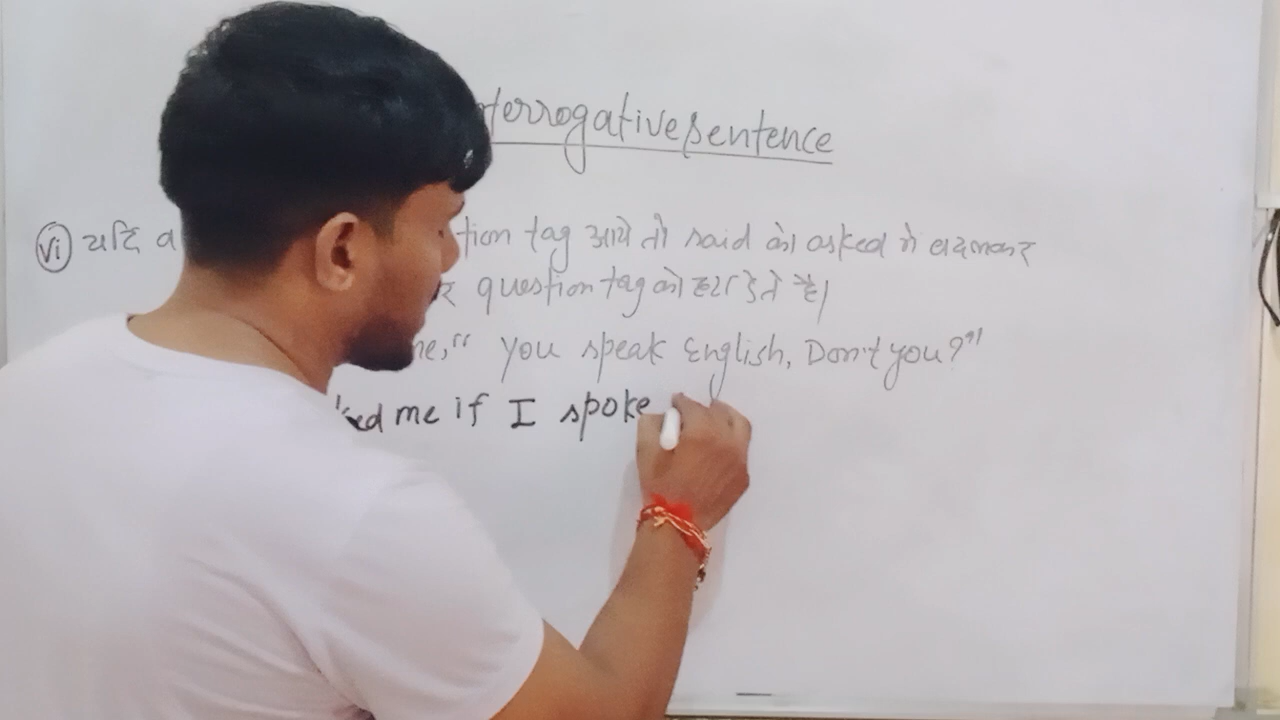 terrogative sentence
(vi) यदि a tion tag आये तो said को asked मे बदलकर
र question tag को हटा देते है।
me,“ You speak English, Don't you?”
ked me if I spoke